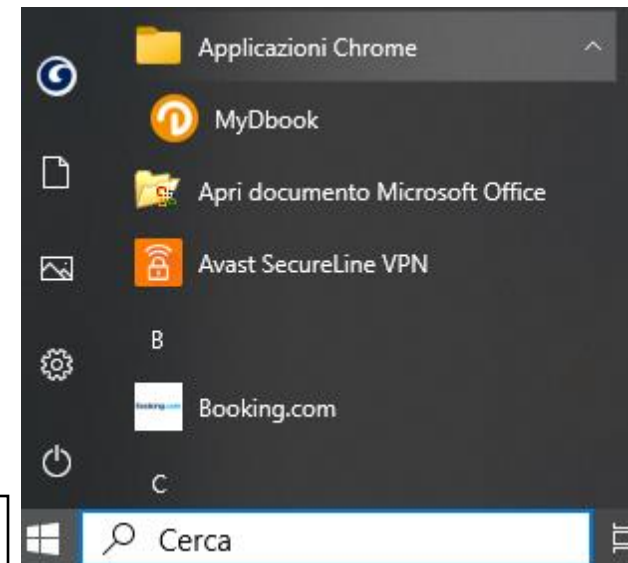 Applicazioni Chrome
MyDbook
Apri documento Microsoft Office
Avast SecureLine VPN
B
Booking.com
C
Cerca